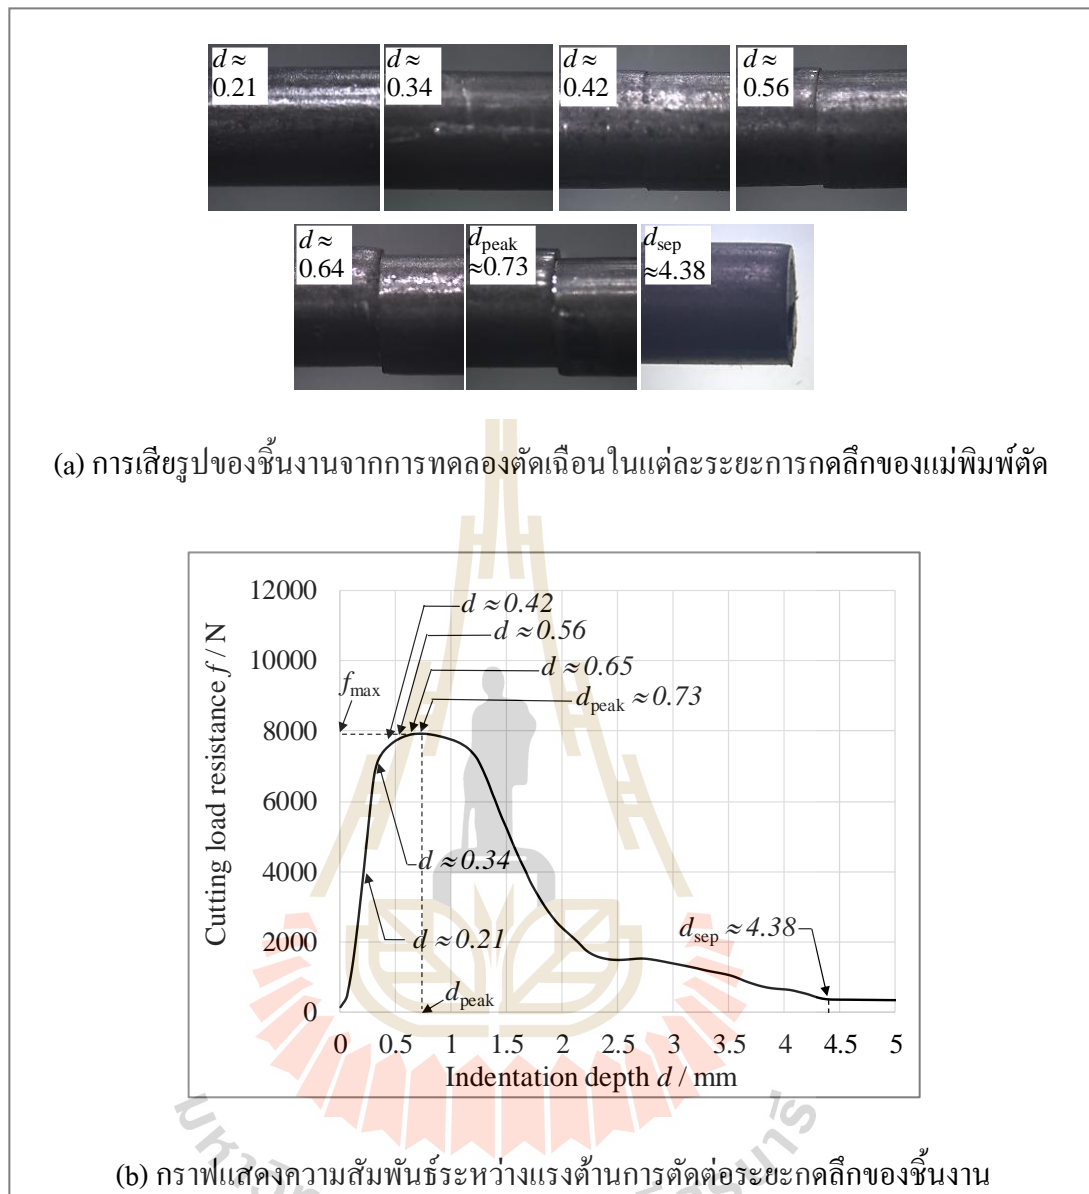 d ≈
0.21
d ≈
0.34
d ≈
0.42
d ≈
0.56
d ≈
0.64
d_peak
≈0.73
d_sep
≈4.38
(a) การเสียรูปของชิ้นงานจากการทดลองตัดเฉือนในแต่ละระยะการกดลึกของแม่พิมพ์ตัด
Cutting load resistance f / N
12000
10000
8000
6000
4000
2000
0
f_max
d ≈ 0.42
d ≈ 0.56
d ≈ 0.65
d_peak ≈ 0.73
d ≈ 0.34
d ≈ 0.21
d_sep ≈ 4.38
d_peak
0 0.5 1 1.5 2 2.5 3 3.5 4 4.5 5
Indentation depth d / mm
(b) กราฟแสดงความสัมพันธ์ระหว่างแรงต้านการตัดต่อระยะกดลึกของชิ้นงาน